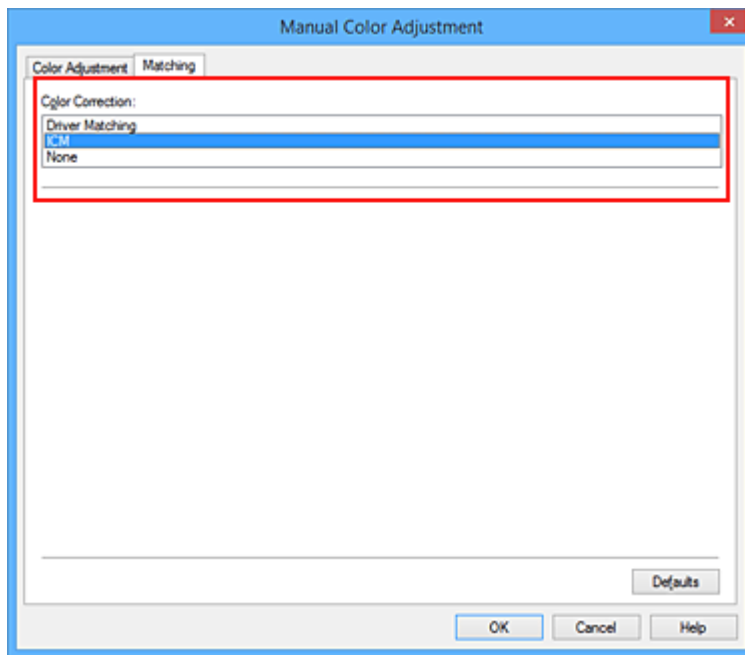 Manual Color Adjustment
Color Adjustment Matching
Color Correction:
Driver Matching
ICM
None
Defaults
OK Cancel Help